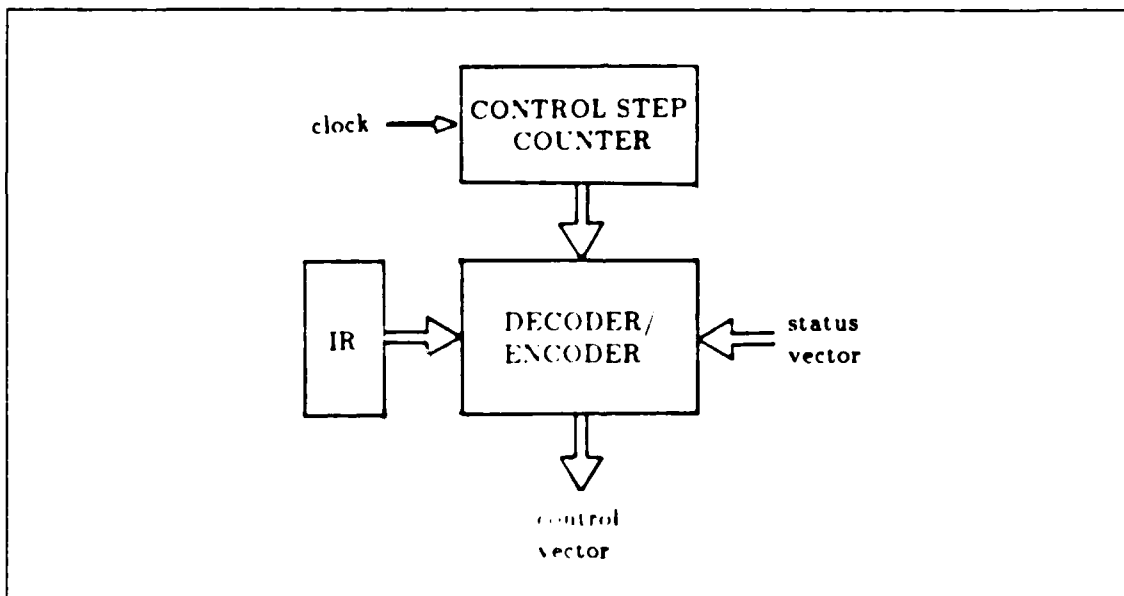 CONTROL STEP
COUNTER
clock
IR
DECODER/
ENCODER
status
vector
control
vector